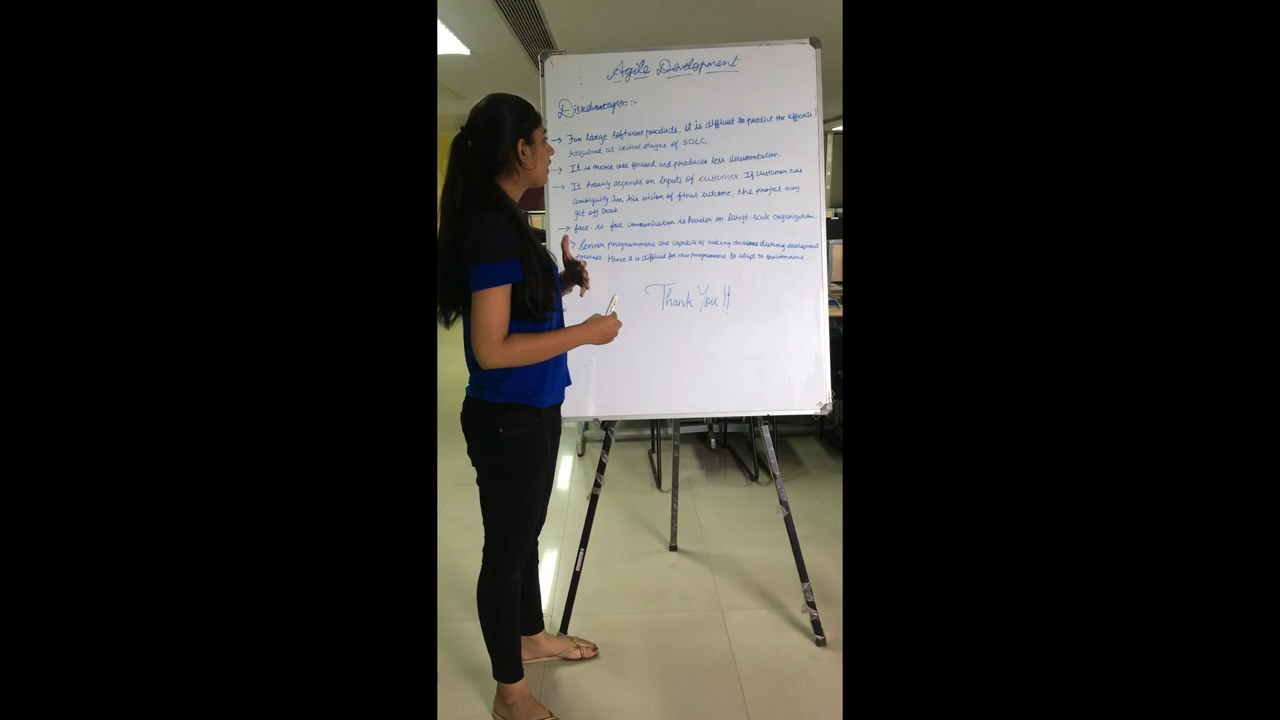 Agile Development
Disadvantages:-
→ For large software products, it is difficult to predict the efforts
required at initial stages of SDLC.
→ It is more code focused and produces less documentation.
→ It heavily depends on inputs of customer. If customer has
ambiguity in his vision of final outcome, the project may
get off track.
→ face-to-face communication is harder in large-scale organization.
> Senior programmers are capable of taking decisions during development
process. Hence it is difficult for new programmers to adapt to environment.
Thank You !!